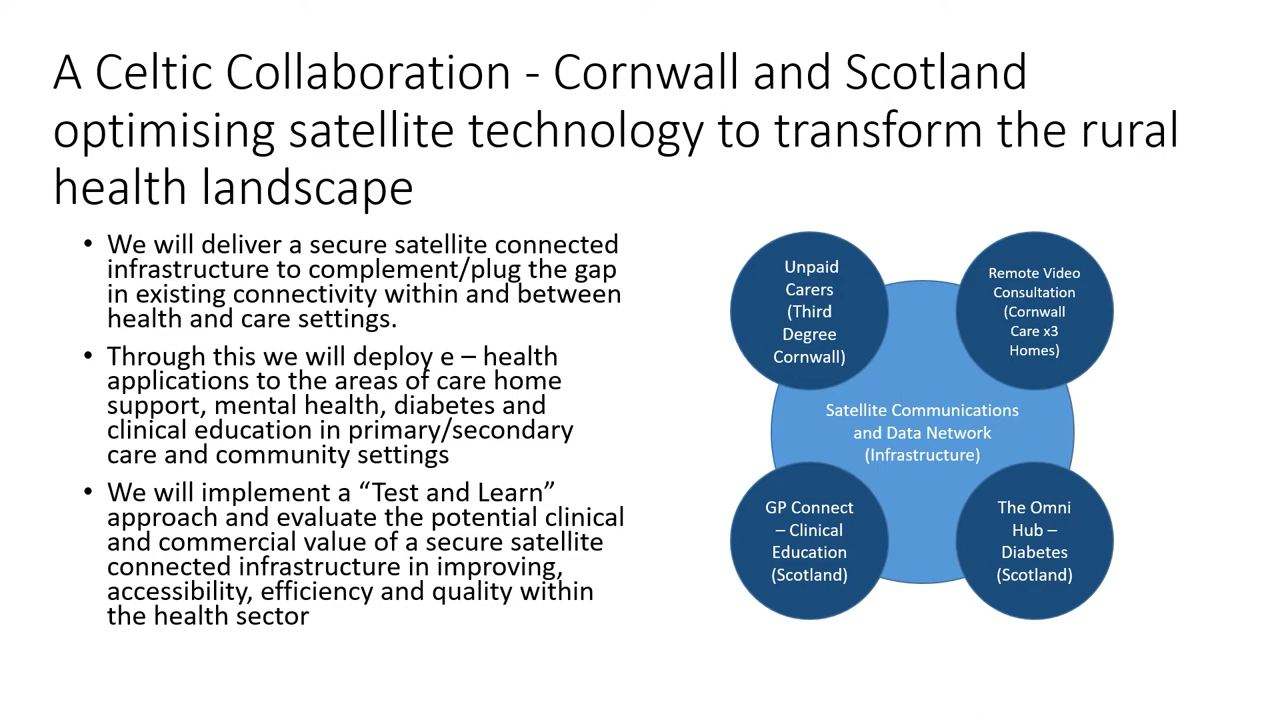 A Celtic Collaboration - Cornwall and Scotland
optimising satellite technology to transform the rural
health landscape
• We will deliver a secure satellite connected
infrastructure to complement/plug the gap
in existing connectivity within and between
health and care settings.
• Through this we will deploy e – health
applications to the areas of care home
support, mental health, diabetes and
clinical education in primary/secondary
care and community settings
• We will implement a “Test and Learn”
approach and evaluate the potential clinical
and commercial value of a secure satellite
connected infrastructure in improving,
accessibility, efficiency and quality within
the health sector
Unpaid
Carers
(Third
Degree
Cornwall)
Remote Video
Consultation
(Cornwall
Care x3
Homes)
Satellite Communications
and Data Network
(Infrastructure)
GP Connect
– Clinical
Education
(Scotland)
The Omni
Hub –
Diabetes
(Scotland)